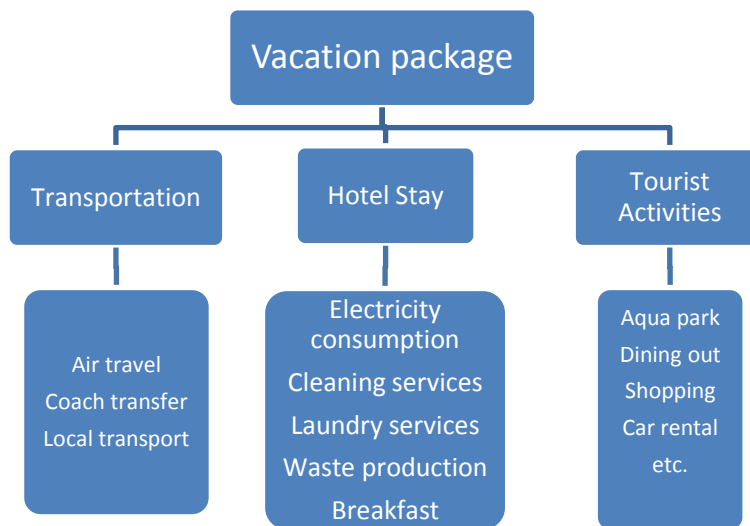 Vacation package
Transportation
Hotel Stay
Tourist
Activities
Air travel
Coach transfer
Local transport
Electricity
consumption
Cleaning services
Laundry services
Waste production
Breakfast
Aqua park
Dining out
Shopping
Car rental
etc.